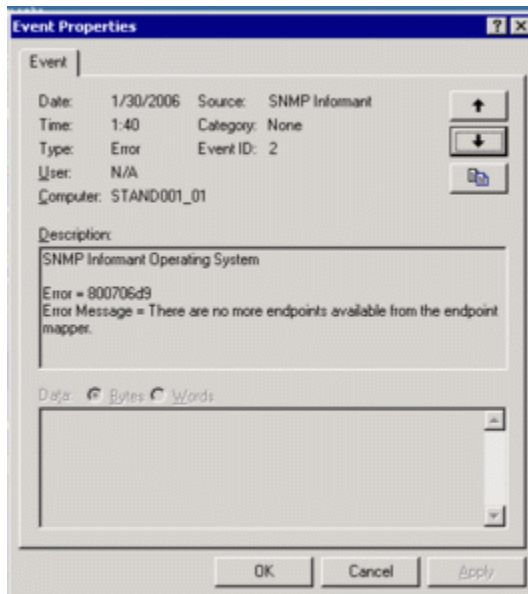 Event Properties
Event
Date: 1/30/2006 Source: SNMP Informant
Time: 1:40 Category: None
Type: Error Event ID: 2
User: N/A
Computer: STAND001_01
Description:
SNMP Informant Operating System
Error = 800706d9
Error Message = There are no more endpoints available from the endpoint
mapper.
Data: Bytes Words
OK Cancel Apply